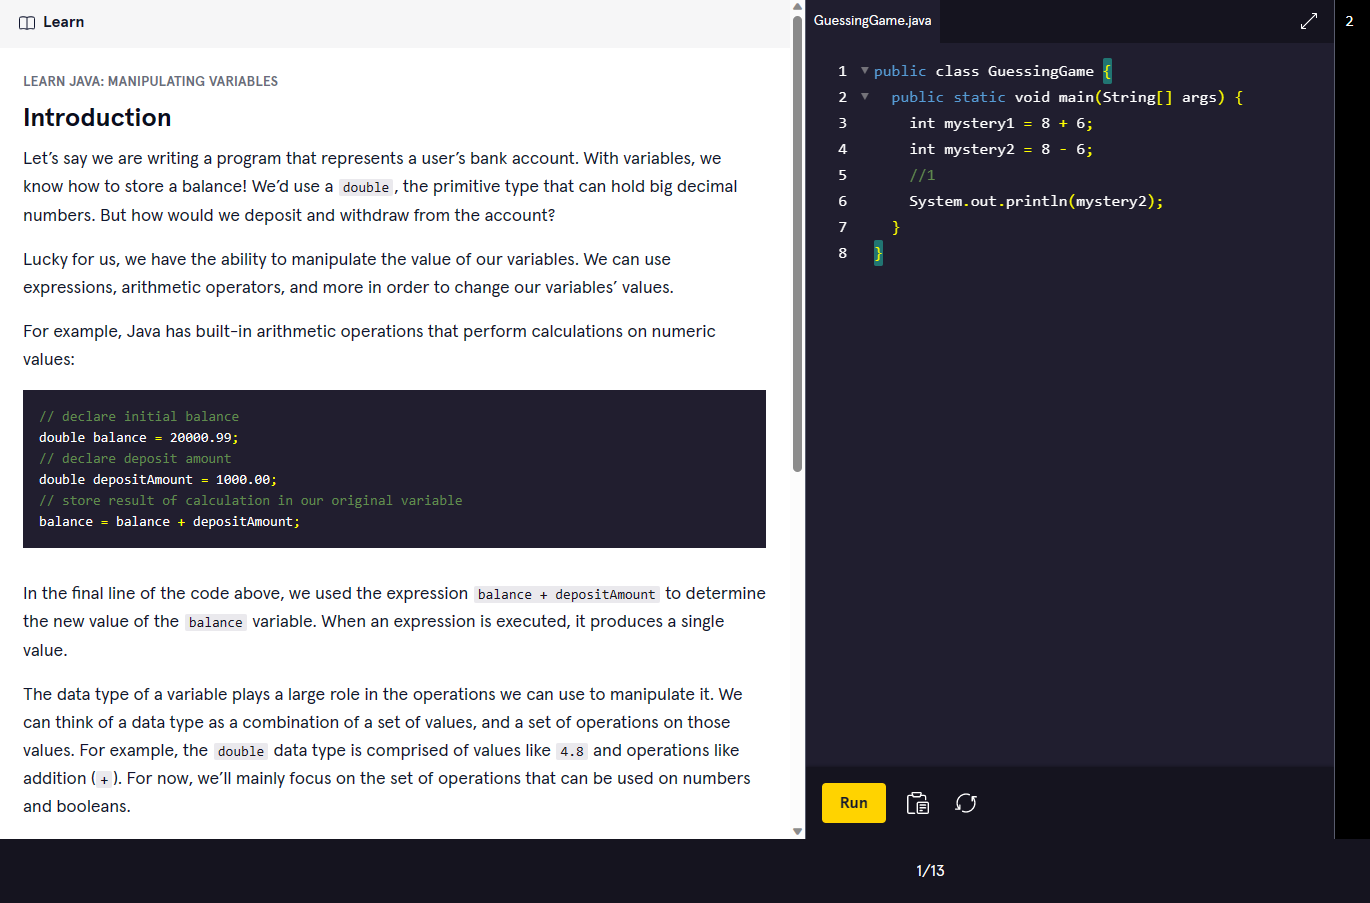 Learn
LEARN JAVA: MANIPULATING VARIABLES
Introduction
Let’s say we are writing a program that represents a user’s bank account. With variables, we
know how to store a balance! We’d use a double, the primitive type that can hold big decimal
numbers. But how would we deposit and withdraw from the account?
Lucky for us, we have the ability to manipulate the value of our variables. We can use
expressions, arithmetic operators, and more in order to change our variables’ values.
For example, Java has built-in arithmetic operations that perform calculations on numeric
values:
// declare initial balance
double balance = 20000.99;
// declare deposit amount
double depositAmount = 1000.00;
// store result of calculation in our original variable
balance = balance + depositAmount;
In the final line of the code above, we used the expression balance + depositAmount to determine
the new value of the balance variable. When an expression is executed, it produces a single
value.
The data type of a variable plays a large role in the operations we can use to manipulate it. We
can think of a data type as a combination of a set of values, and a set of operations on those
values. For example, the double data type is comprised of values like 4.8 and operations like
addition (+). For now, we’ll mainly focus on the set of operations that can be used on numbers
and booleans.
GuessingGame.java
1 public class GuessingGame {
2 public static void main(String[] args) {
3 int mystery1 = 8 + 6;
4 int mystery2 = 8 - 6;
5 //1
6 System.out.println(mystery2);
7 }
8 }
Run
2
1/13